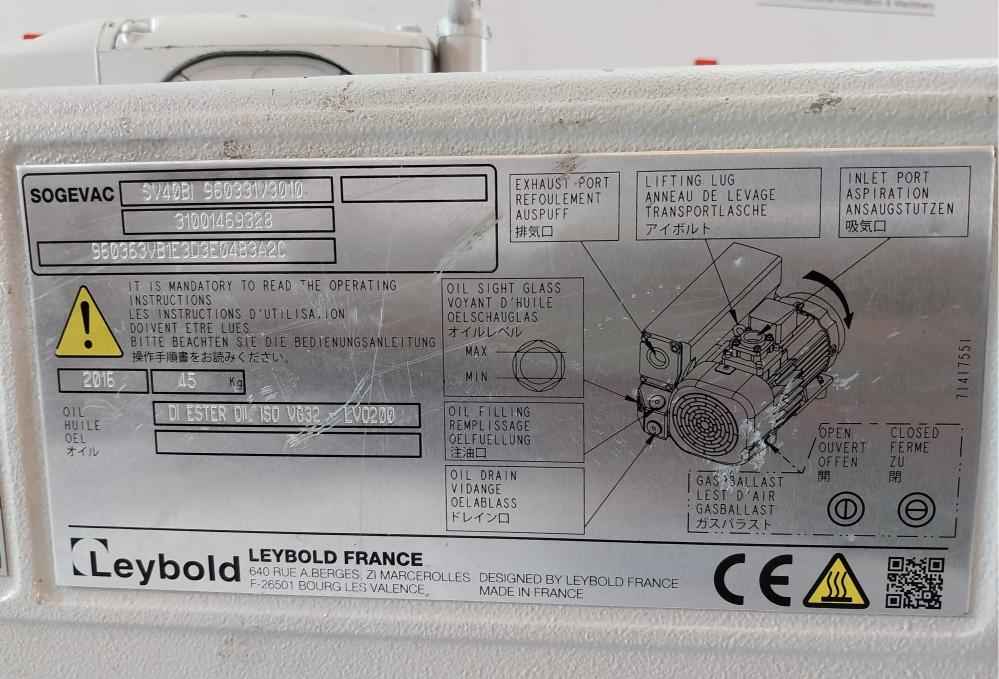 SOGEVAC SV40BI 960331V3010
31001469328
960363VB1E3D3E04B3A2C
IT IS MANDATORY TO READ THE OPERATING
INSTRUCTIONS
LES INSTRUCTIONS D'UTILISATION
DOIVENT ETRE LUES
BITTE BEACHTEN SIE DIE BEDIENUNGSANLEITUNG
操作手順書をお読みください。
2016 45 Kg
OIL
HUILE
OEL
オイル
DI ESTER OIL ISO VG32 - LVO200
EXHAUST-PORT
REFOULEMENT
AUSPUFF
排気口
LIFTING LUG
ANNEAU DE LEVAGE
TRANSPORTLASCHE
アイボルト
INLET PORT
ASPIRATION
ANSAUGSTUTZEN
吸気口
OIL SIGHT GLASS
VOYANT D'HUILE
OELSCHAUGLAS
オイルレベル
MAX
MIN
OIL FILLING
REMPLISSAGE
OELFUELLUNG
注油口
OIL DRAIN
VIDANGE
OELABLASS
ドレイン口
71417551
OPEN
OUVERT
OFFEN
開
CLOSED
FERME
ZU
閉
GASBALLAST
LEST D'AIR
GASBALLAST
ガスバラスト
Leybold
LEYBOLD FRANCE
640 RUE A.BERGES, ZI MARCEROLLES
F-26501 BOURG LES VALENCE,
DESIGNED BY LEYBOLD FRANCE
MADE IN FRANCE
CE